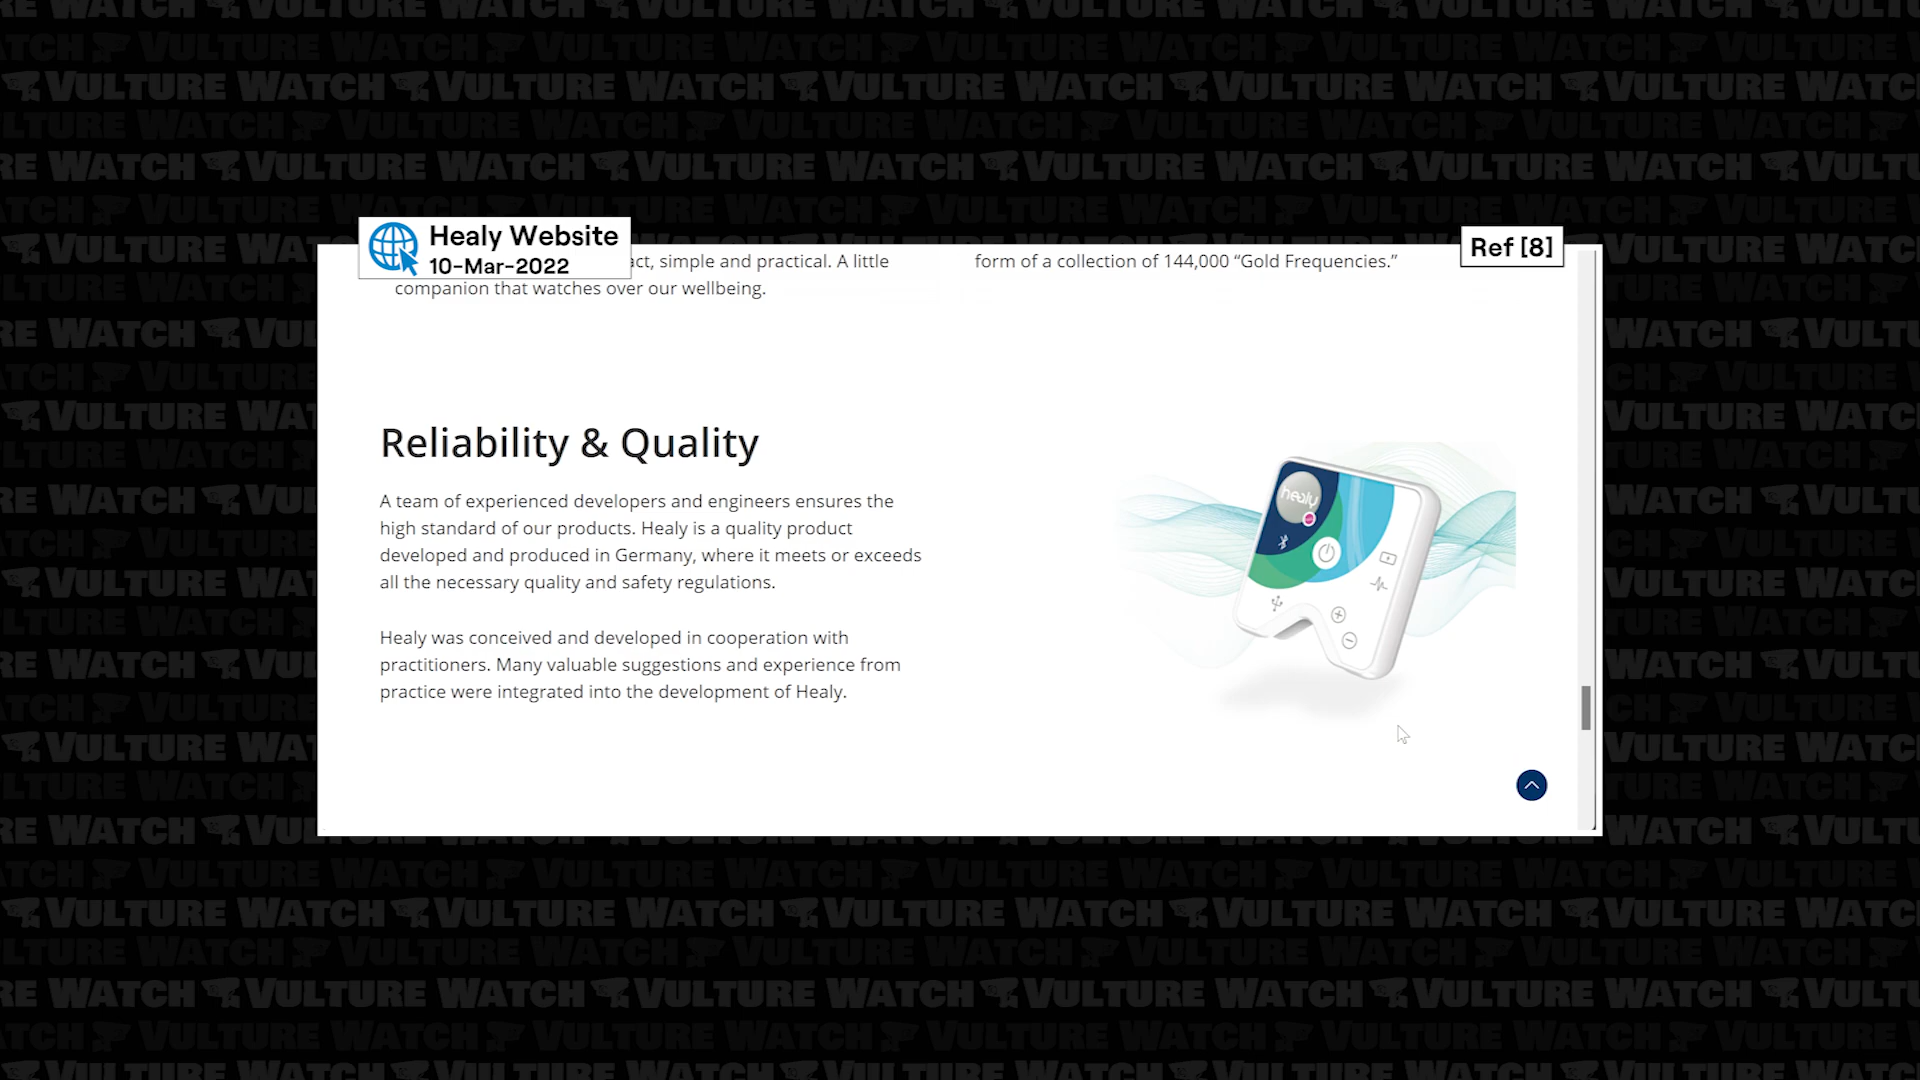 Healy Website
10-Mar-2022
Ref [8]
act, simple and practical. A little
companion that watches over our wellbeing.
form of a collection of 144,000 “Gold Frequencies.”
Reliability & Quality
A team of experienced developers and engineers ensures the
high standard of our products. Healy is a quality product
developed and produced in Germany, where it meets or exceeds
all the necessary quality and safety regulations.
Healy was conceived and developed in cooperation with
practitioners. Many valuable suggestions and experience from
practice were integrated into the development of Healy.
healy
VULTURE WATCH